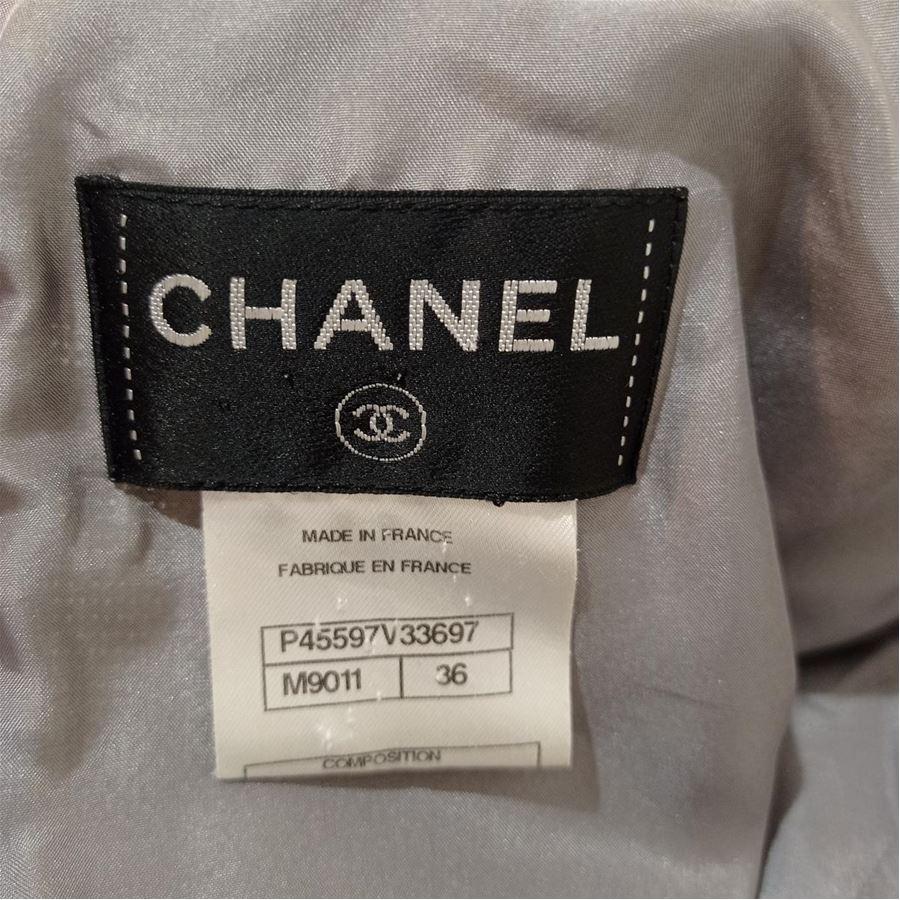 CHANEL
MADE IN FRANCE
FABRIQUE EN FRANCE
P45597V33697
M9011 36
COMPOSITION